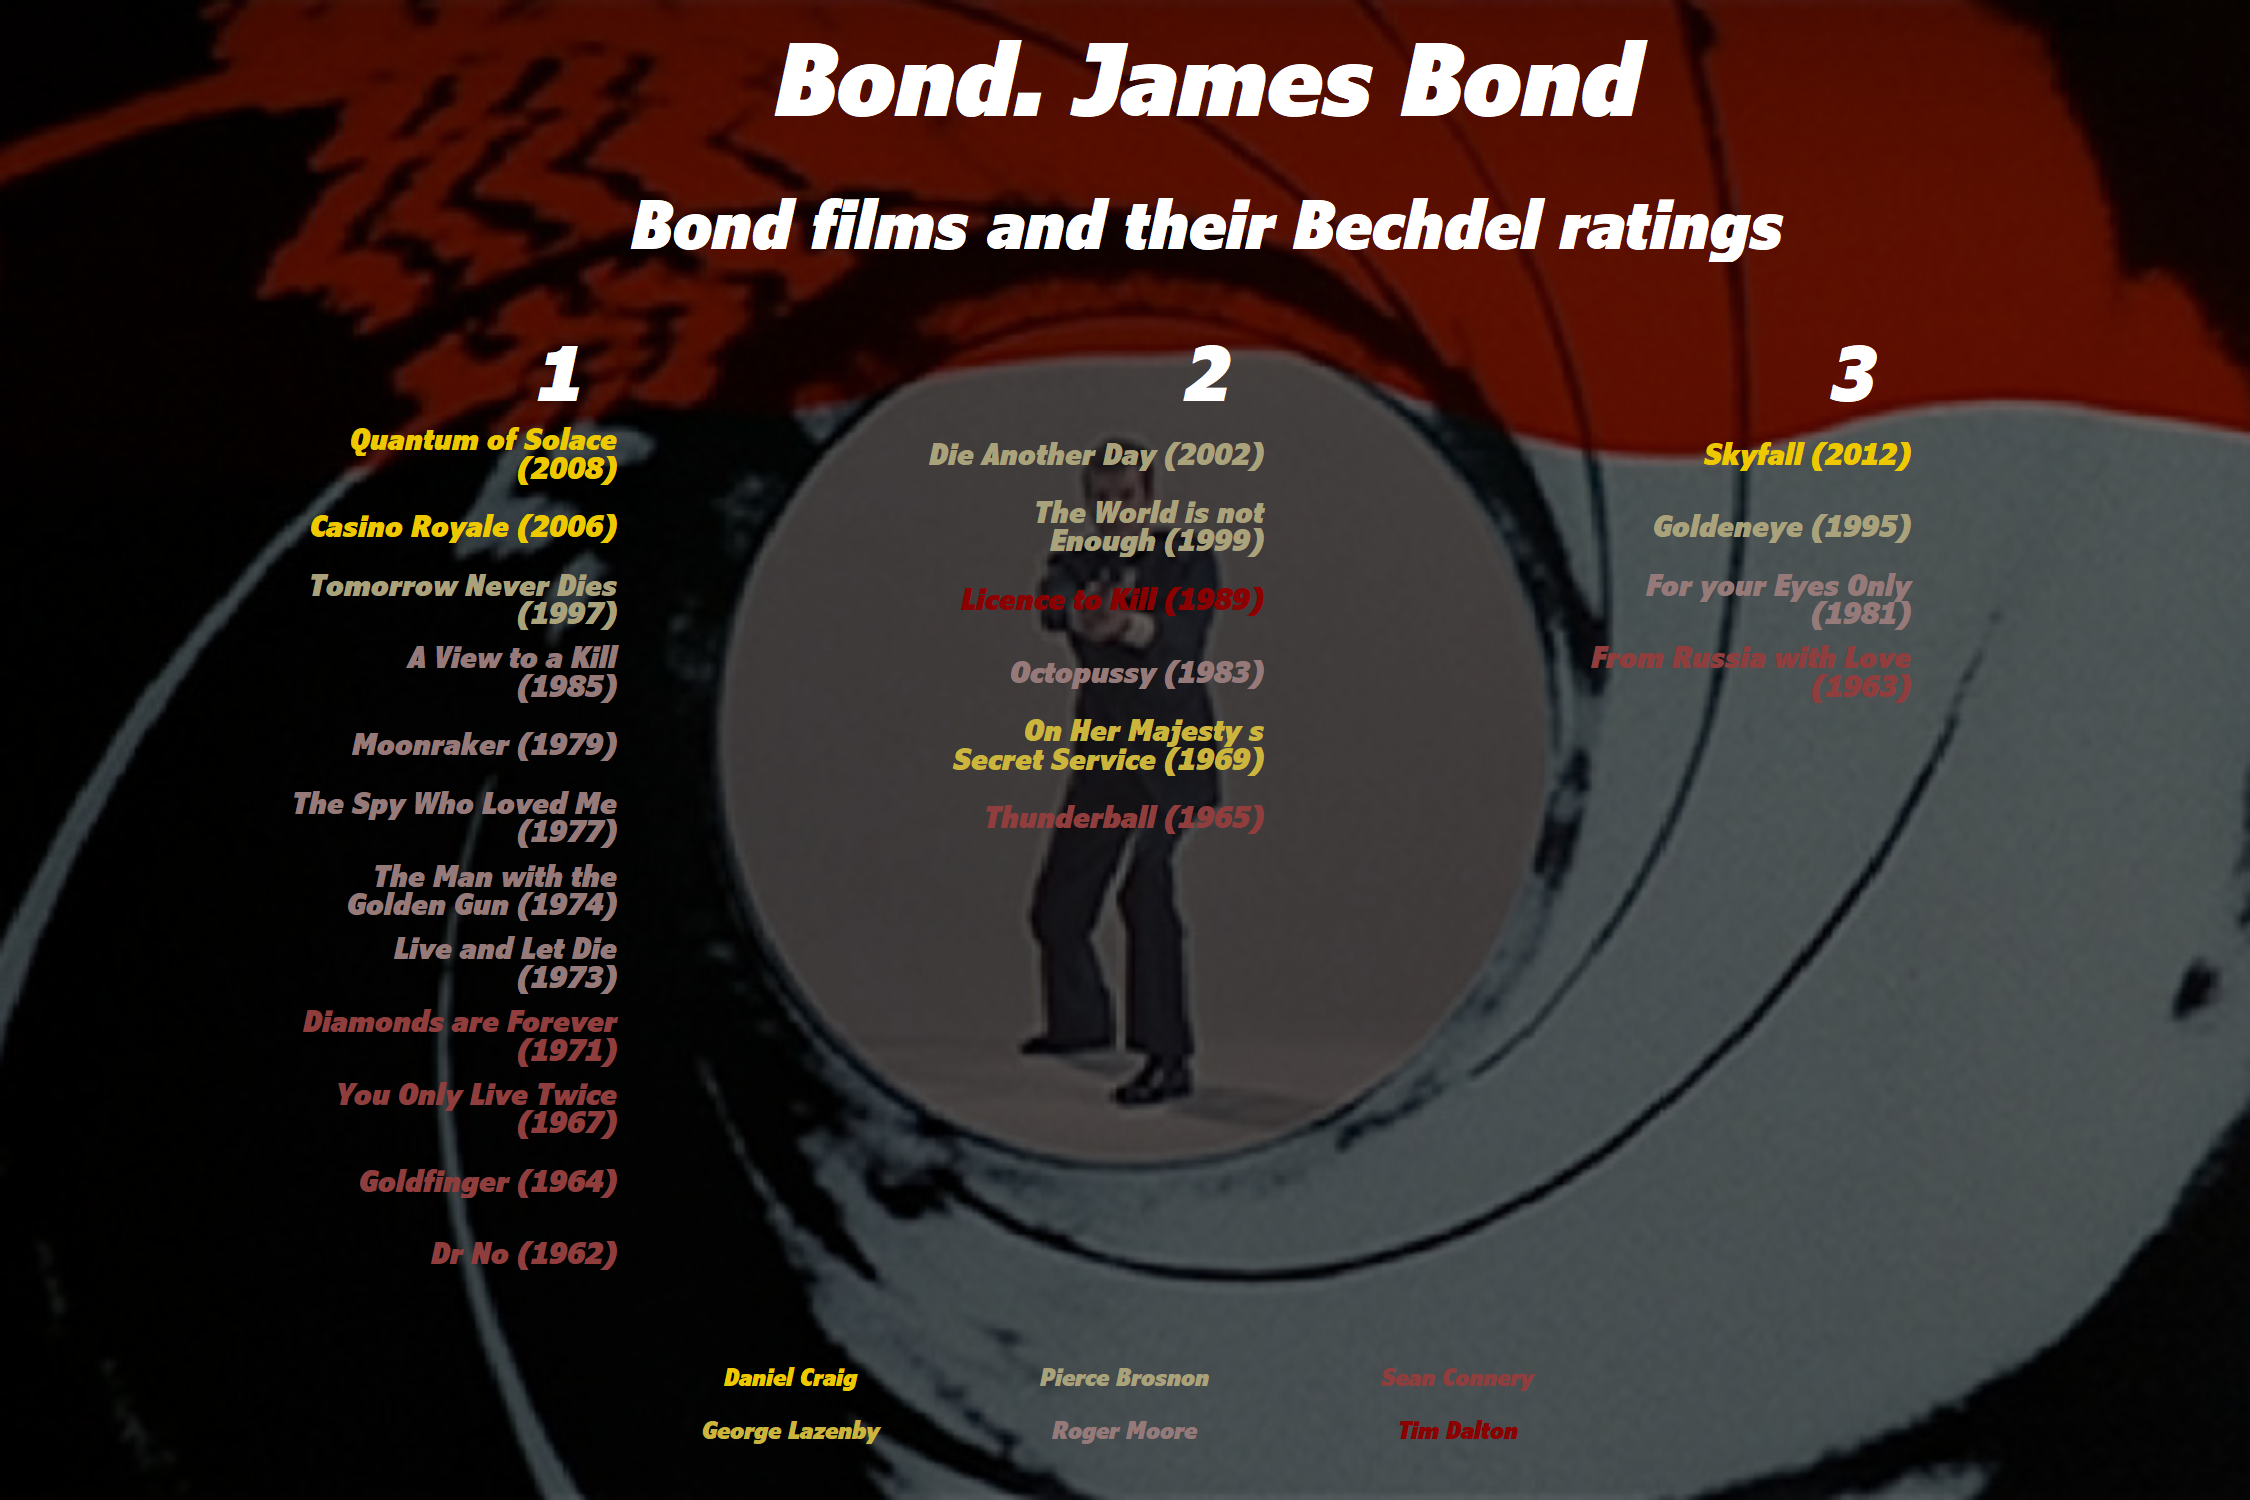 Bond. James Bond
Bond films and their Bechdel ratings
1
Quantum of Solace
(2008)
Casino Royale (2006)
Tomorrow Never Dies
(1997)
A View to a Kill
(1985)
Moonraker (1979)
The Spy Who Loved Me
(1977)
The Man with the
Golden Gun (1974)
Live and Let Die
(1973)
Diamonds are Forever
(1971)
You Only Live Twice
(1967)
Goldfinger (1964)
Dr No (1962)
2
Die Another Day (2002)
The World is not
Enough (1999)
Licence to Kill (1989)
Octopussy (1983)
On Her Majesty s
Secret Service (1969)
Thunderball (1965)
3
Skyfall (2012)
Goldeneye (1995)
For your Eyes Only
(1981)
From Russia with Love
(1963)
Daniel Craig
Pierce Brosnon
Sean Connery
George Lazenby
Roger Moore
Tim Dalton